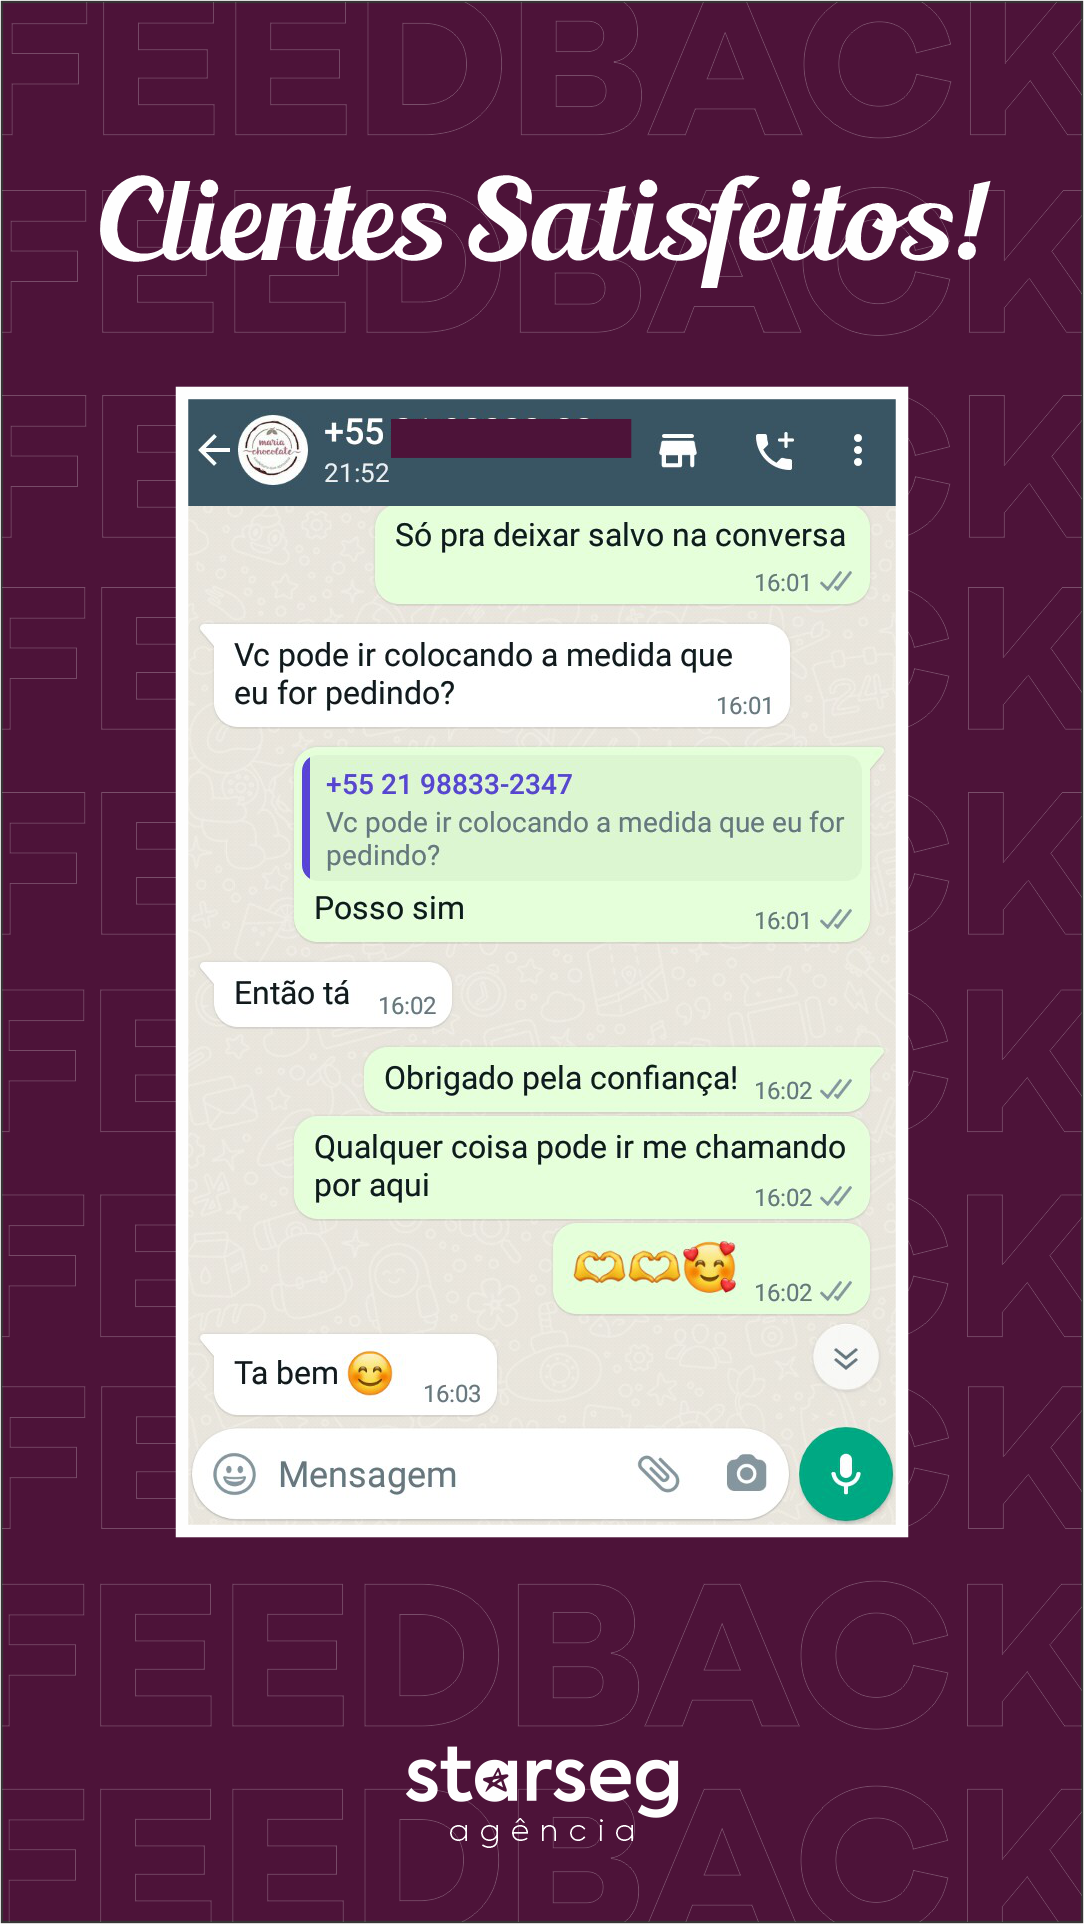 FEEDBACK
FEEDBACK
Clientes Satisfeitos!
maria
chocolate
+55
21:52
Só pra deixar salvo na conversa
16:01
Vc pode ir colocando a medida que
eu for pedindo?
16:01
+55 21 98833-2347
Vc pode ir colocando a medida que eu for
pedindo?
Posso sim
16:01
Então tá
16:02
Obrigado pela confiança!
16:02
Qualquer coisa pode ir me chamando
por aqui
16:02
🫶🫶🥰
16:02
Ta bem 😊
16:03
Mensagem
FEEDBACK
starseg
agência
FEEDBACK